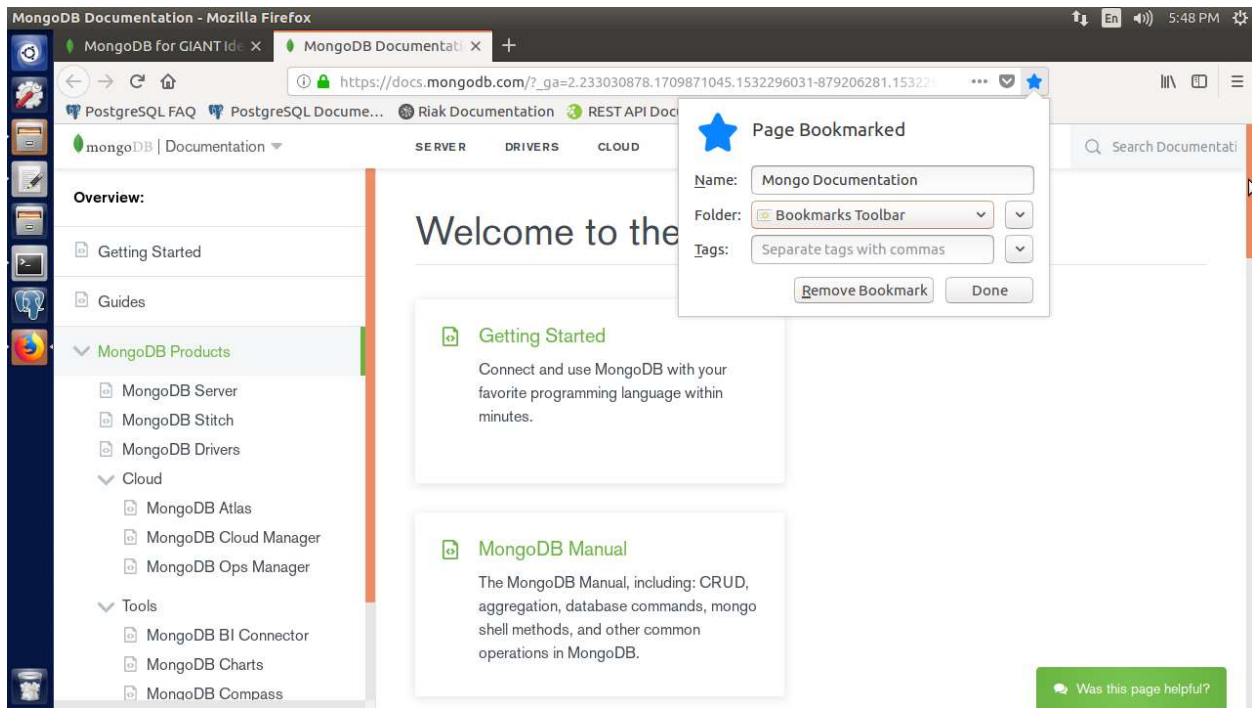 MongoDB Documentation - Mozilla Firefox
En
5:48 PM
MongoDB for GIANT Ide
MongoDB Documentati
https://docs.mongodb.com/?_ga=2.233030878.1709871045.1532296031-879206281.15322
PostgreSQL FAQ
PostgreSQL Docume...
Riak Documentation
REST API Doc
mongoDB | Documentation
SERVER
DRIVERS
CLOUD
Search Documentati
Page Bookmarked
Name:
Mongo Documentation
Folder:
Bookmarks Toolbar
Tags:
Separate tags with commas
Remove Bookmark
Done
Overview:
Getting Started
Guides
MongoDB Products
MongoDB Server
MongoDB Stitch
MongoDB Drivers
Cloud
MongoDB Atlas
MongoDB Cloud Manager
MongoDB Ops Manager
Tools
MongoDB BI Connector
MongoDB Charts
MongoDB Compass
Welcome to the
Getting Started
Connect and use MongoDB with your
favorite programming language within
minutes.
MongoDB Manual
The MongoDB Manual, including: CRUD,
aggregation, database commands, mongo
shell methods, and other common
operations in MongoDB.
Was this page helpful?